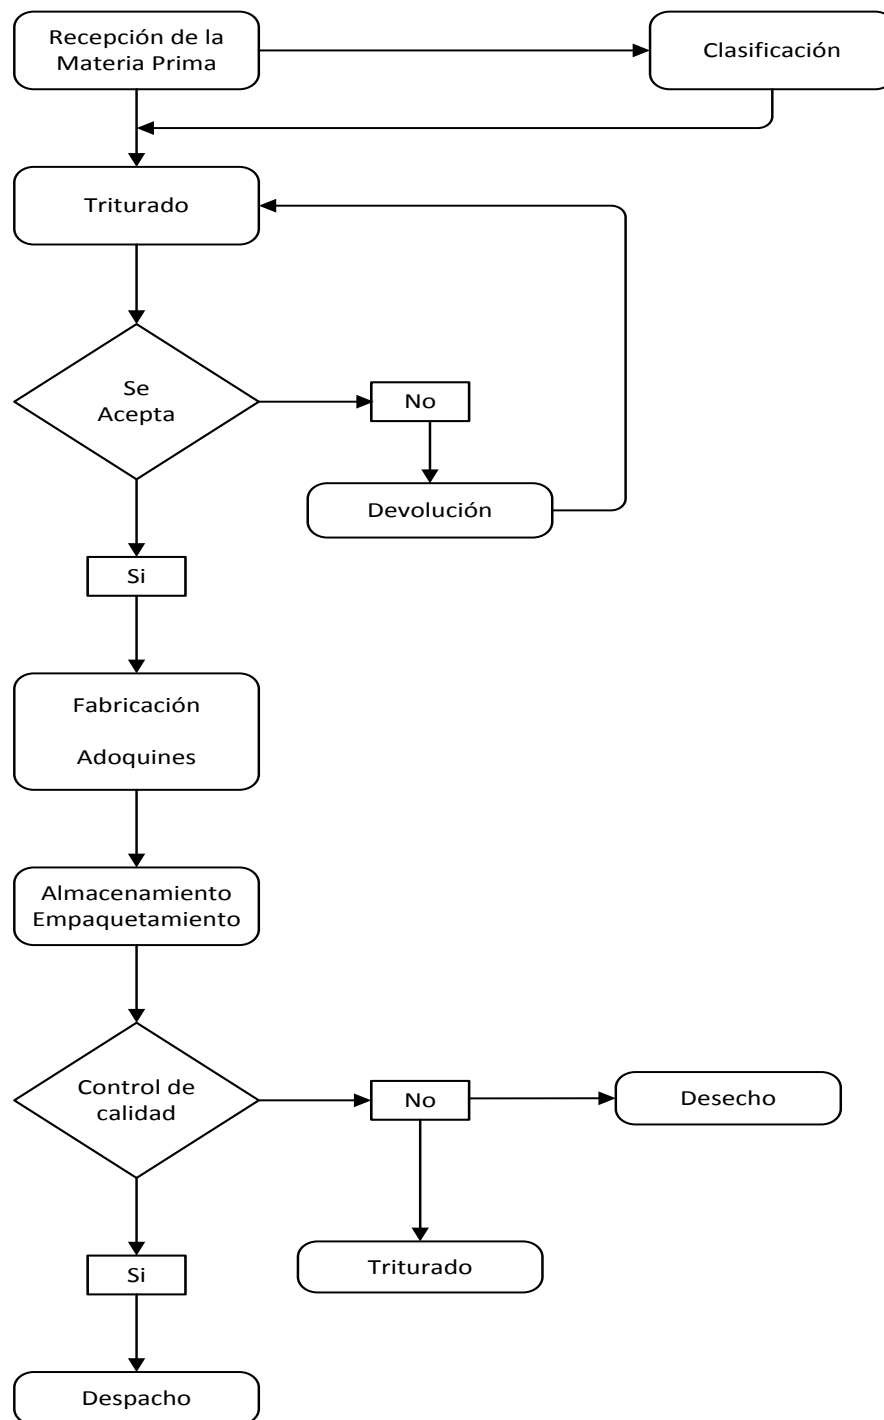 Recepción de la
Materia Prima
Clasificación
Triturado
Se
Acepta
No
Devolución
Si
Fabricación
Adoquines
Almacenamiento
Empaquetamiento
Control de
calidad
No
Desecho
Triturado
Si
Despacho